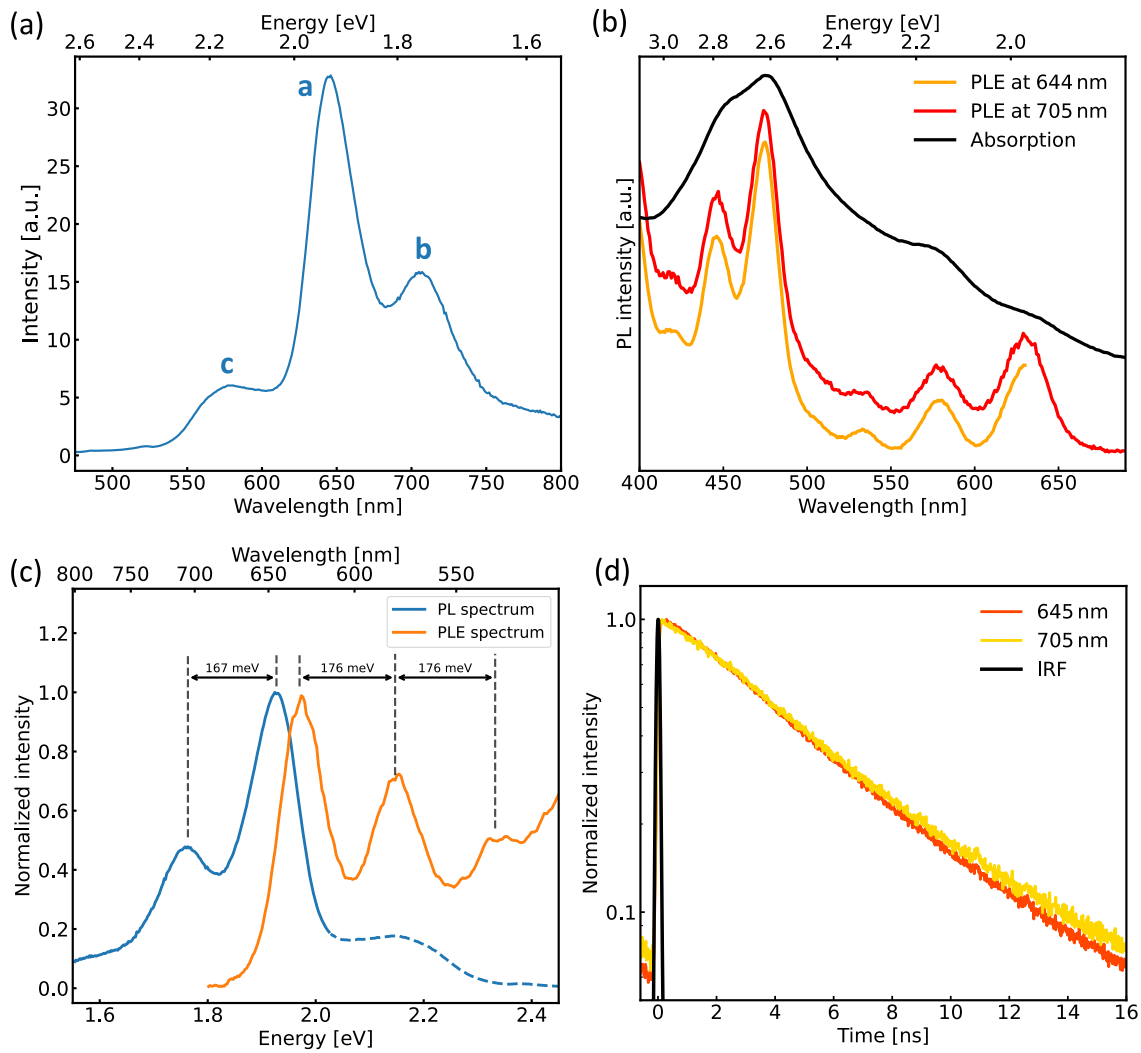 (a)
Energy [eV]
2.6 2.4 2.2 2.0 1.8 1.6
Intensity [a.u.]
30
25
20
15
10
5
0
a
b
c
500 550 600 650 700 750 800
Wavelength [nm]
(b)
Energy [eV]
3.0 2.8 2.6 2.4 2.2 2.0
PL intensity [a.u.]
PLE at 644 nm
PLE at 705 nm
Absorption
400 450 500 550 600 650
Wavelength [nm]
(c)
Wavelength [nm]
800 750 700 650 600 550
Normalized intensity
1.2
1.0
0.8
0.6
0.4
0.2
0.0
PL spectrum
PLE spectrum
167 meV 176 meV 176 meV
1.6 1.8 2.0 2.2 2.4
Energy [eV]
(d)
Normalized intensity
1.0
0.1
645 nm
705 nm
IRF
0 2 4 6 8 10 12 14 16
Time [ns]